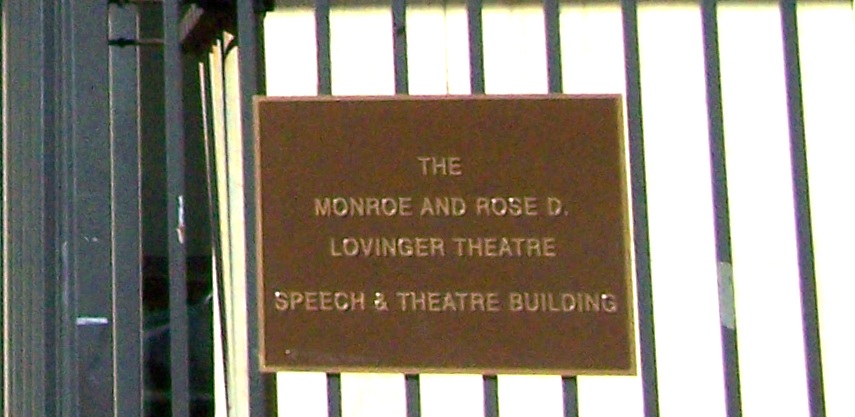 THE
MONROE AND ROSE D.
LOVINGER THEATRE
SPEECH & THEATRE BUILDING